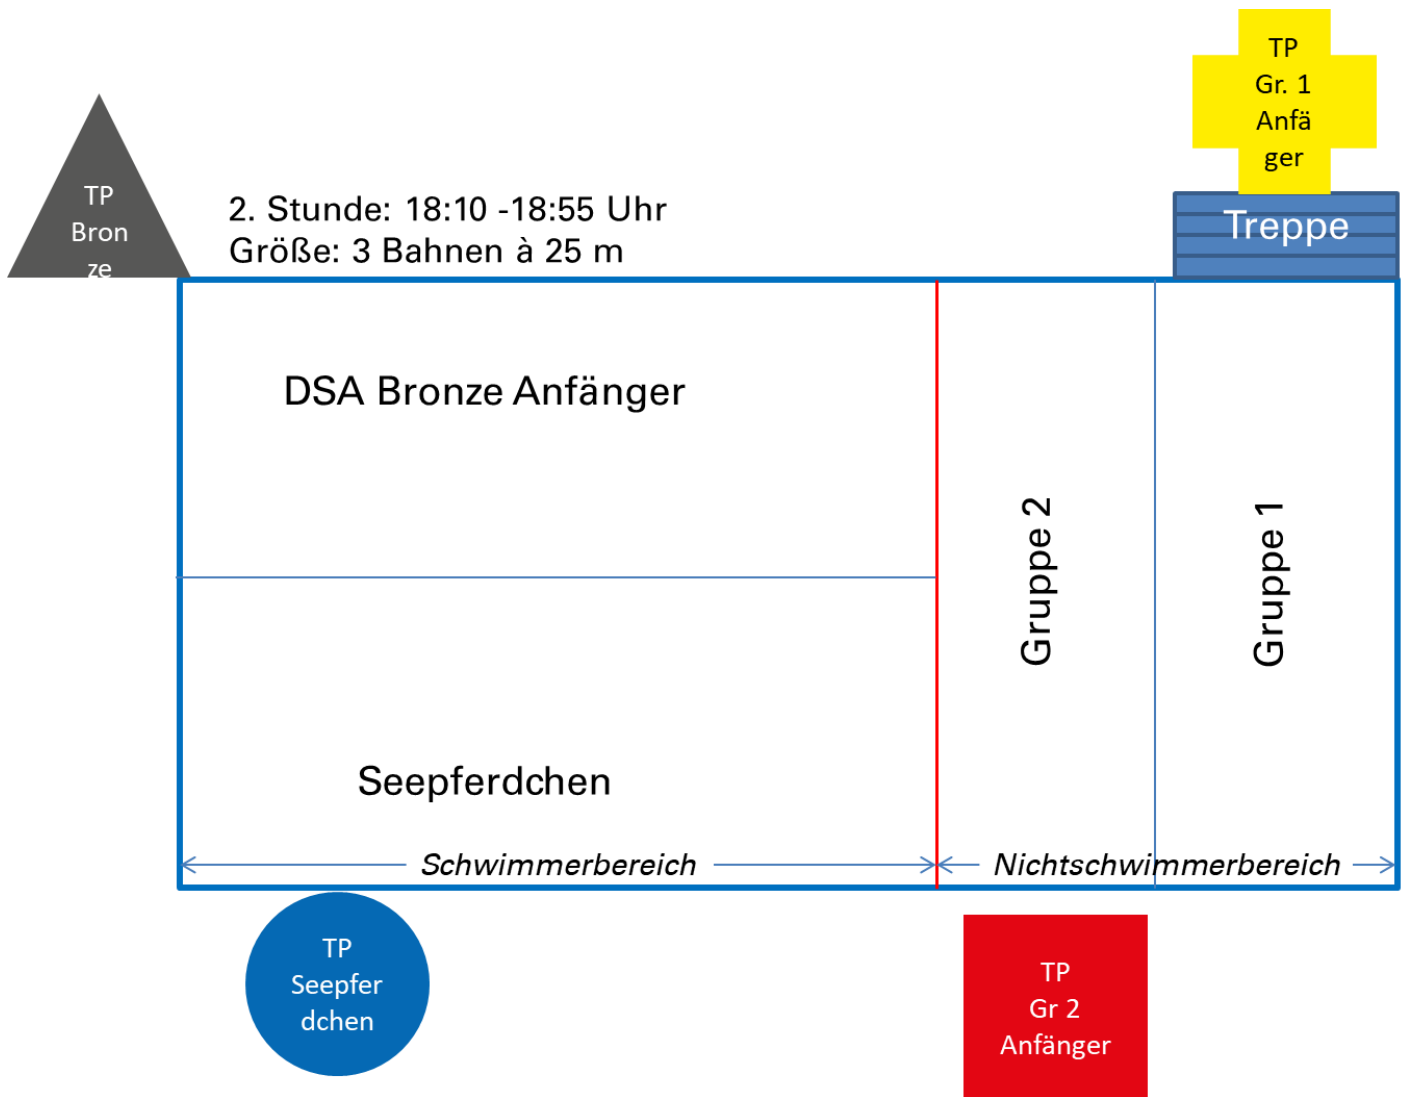 TP
Gr. 1
Anfä
ger
TP
Bron
ze
2. Stunde: 18:10 -18:55 Uhr
Größe: 3 Bahnen à 25 m
Treppe
DSA Bronze Anfänger
Gruppe 2
Gruppe 1
Seepferdchen
Schwimmerbereich
Nichtschwimmerbereich
TP
Seepfer
dchen
TP
Gr 2
Anfänger